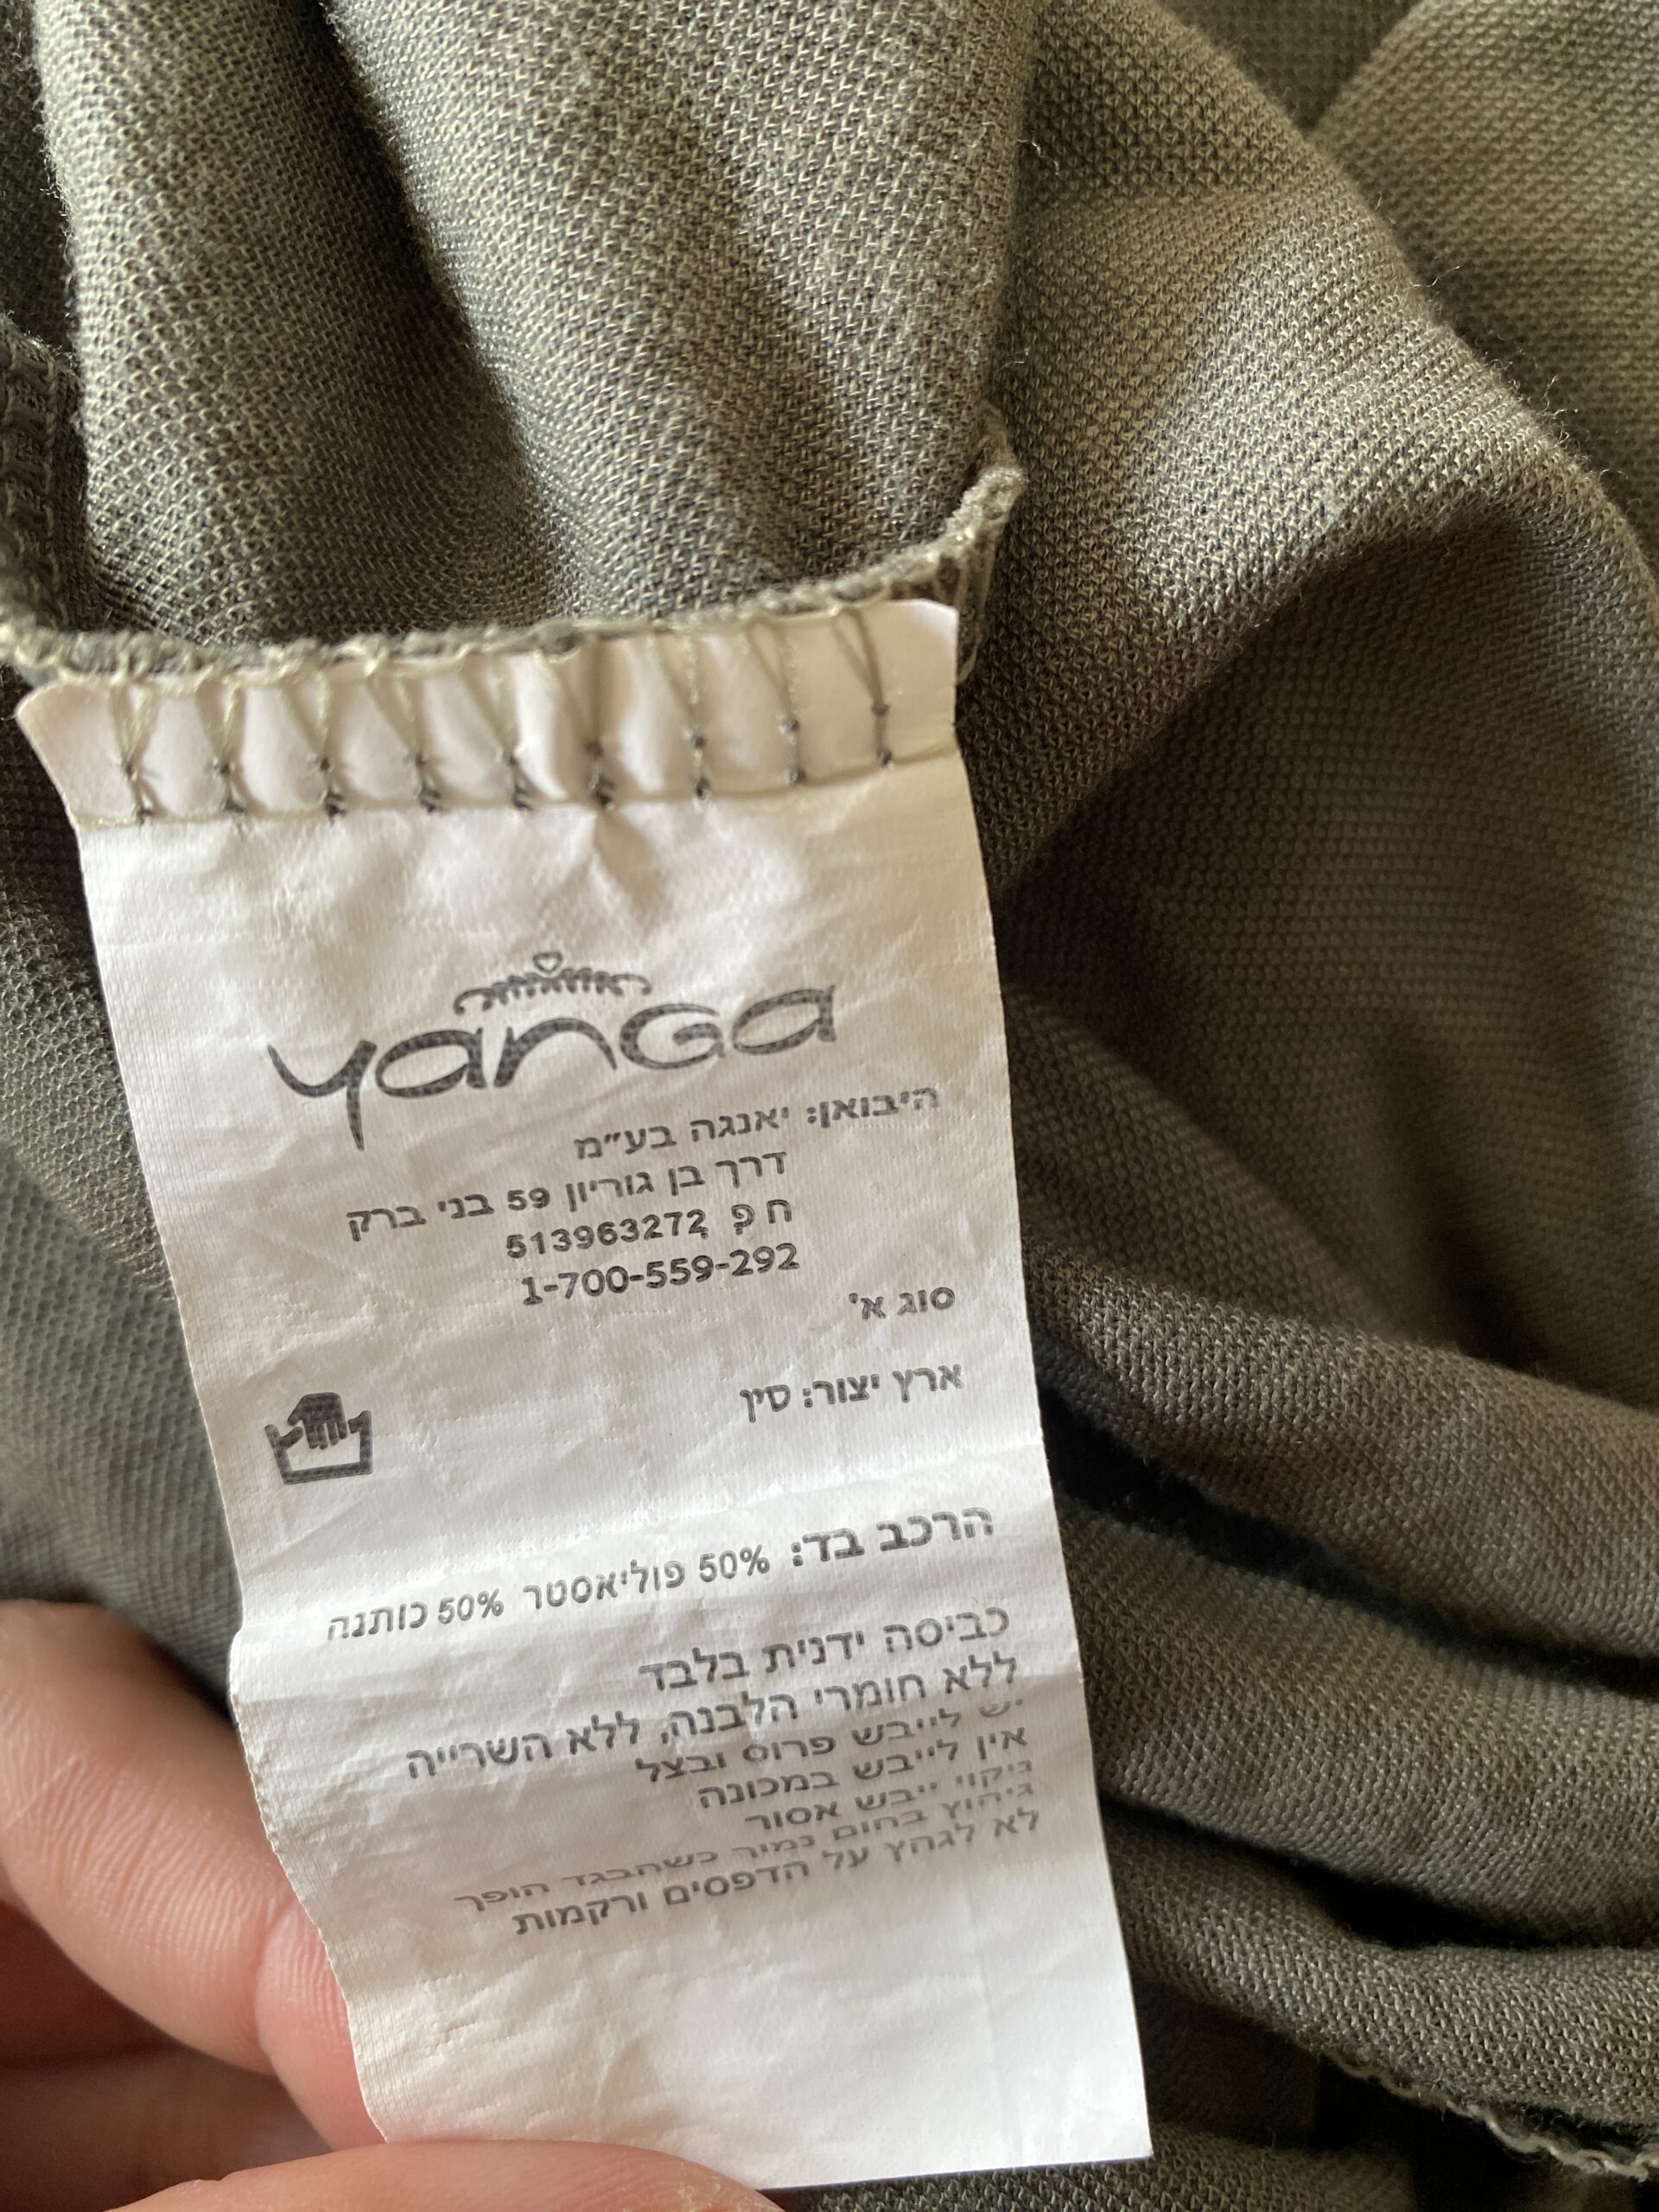 yanga
היבואן: יאנגה בע"מ
דרך בן גוריון 59 בני ברק
ח פ 513963272
1-700-559-292
סוג א'
ארץ יצור: סין
הרכב בד: 50% פוליאסטר 50% כותנה
כביסה ידנית בלבד
ללא חומרי הלבנה, ללא השרייה
יש לייבש פרוס ובצל
אין לייבש במכונה
ניקוי ייבש אסור
גיהוץ בחום נמיר כשהבגד הופך
לא לגהץ על הדפסים ורקמות